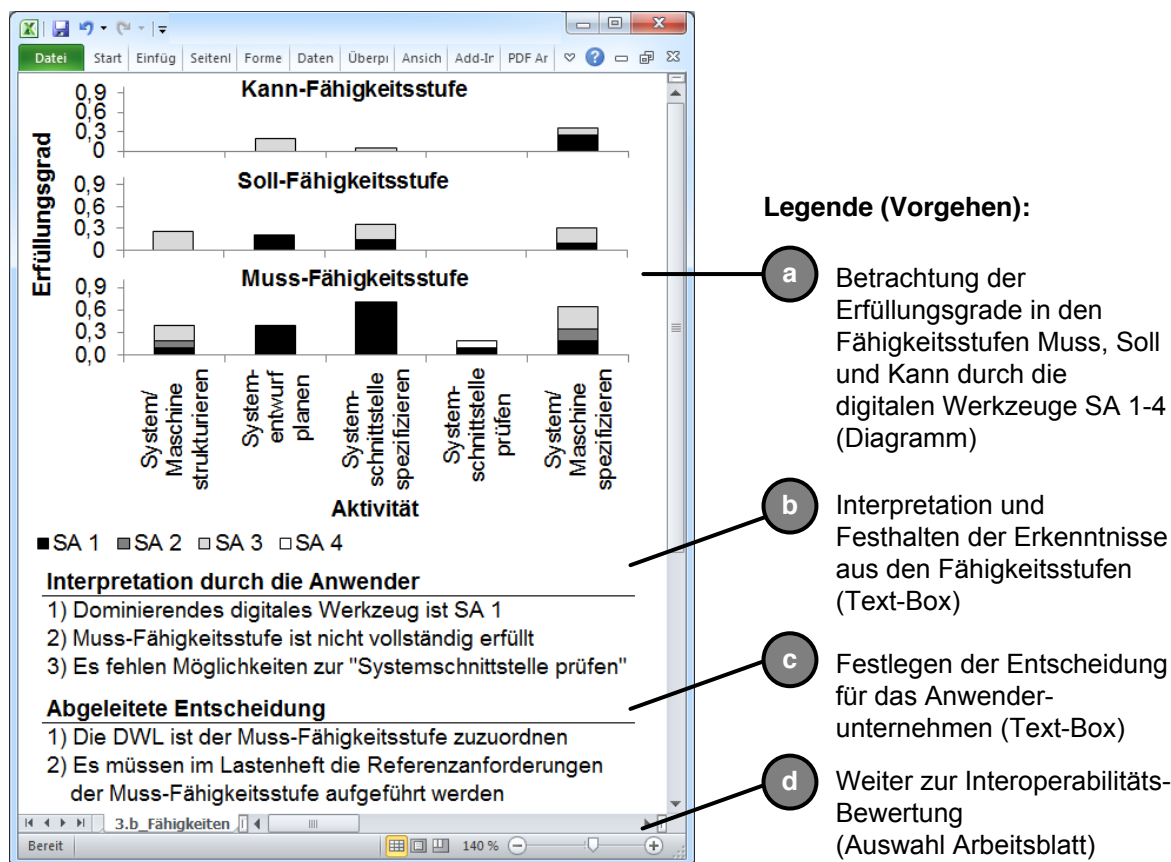 Datei Start Einfüg Seitenl Forme Daten Überpı Ansich Add-Ir PDF Ar
Erfüllungsgrad
Kann-Fähigkeitsstufe
0,9
0,6
0,3
0
Soll-Fähigkeitsstufe
0,9
0,6
0,3
0
Muss-Fähigkeitsstufe
0,9
0,6
0,3
0,0
System/
Maschine
strukturieren
System-
entwurf
planen
System-
schnittstelle
spezifizieren
System-
schnittstelle
prüfen
System/
Maschine
spezifizieren
Aktivität
SA 1 SA 2 SA 3 SA 4
Interpretation durch die Anwender
1) Dominierendes digitales Werkzeug ist SA 1
2) Muss-Fähigkeitsstufe ist nicht vollständig erfüllt
3) Es fehlen Möglichkeiten zur "Systemschnittstelle prüfen"
Abgeleitete Entscheidung
1) Die DWL ist der Muss-Fähigkeitsstufe zuzuordnen
2) Es müssen im Lastenheft die Referenzanforderungen
der Muss-Fähigkeitsstufe aufgeführt werden
3.b_Fähigkeiten
Bereit 140 %
Legende (Vorgehen):
a
Betrachtung der
Erfüllungsgrade in den
Fähigkeitsstufen Muss, Soll
und Kann durch die
digitalen Werkzeuge SA 1-4
(Diagramm)
b
Interpretation und
Festhalten der Erkenntnisse
aus den Fähigkeitsstufen
(Text-Box)
c
Festlegen der Entscheidung
für das Anwender-
unternehmen (Text-Box)
d
Weiter zur Interoperabilitäts-
Bewertung
(Auswahl Arbeitsblatt)